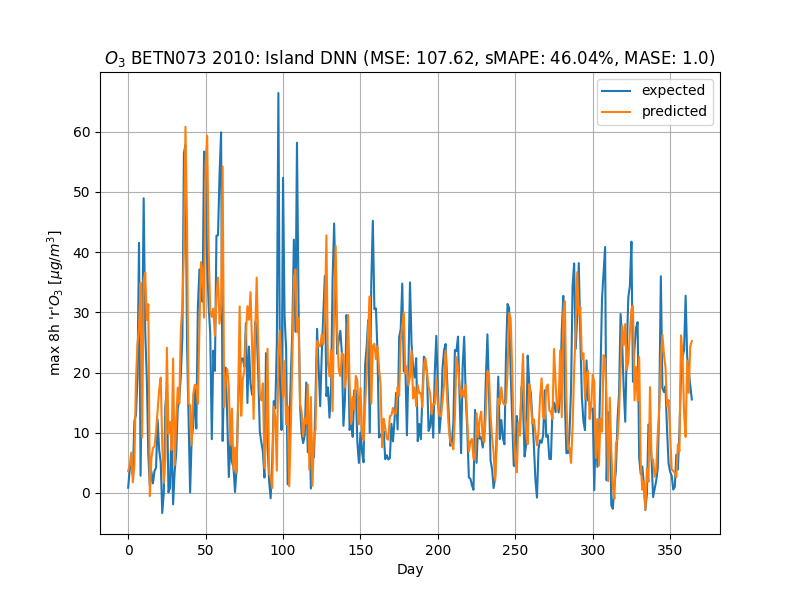 O3 BETN073 2010: Island DNN (MSE: 107.62, sMAPE: 46.04%, MASE: 1.0)
expected
predicted
max 8h 'r'O3 [μg/m3]
60
50
40
30
20
10
0
0 50 100 150 200 250 300 350
Day